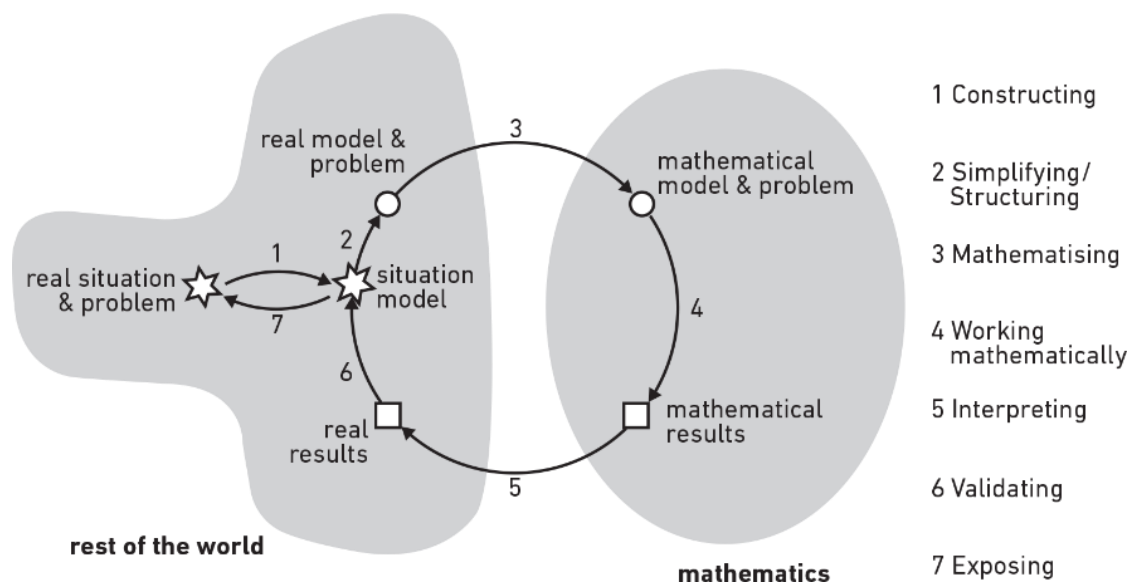 real model &
problem
3
mathematical
model & problem
1
2
real situation
& problem
situation
model
7
4
6
real
results
mathematical
results
5
rest of the world
mathematics
1 Constructing
2 Simplifying/
Structuring
3 Mathematising
4 Working
mathematically
5 Interpreting
6 Validating
7 Exposing